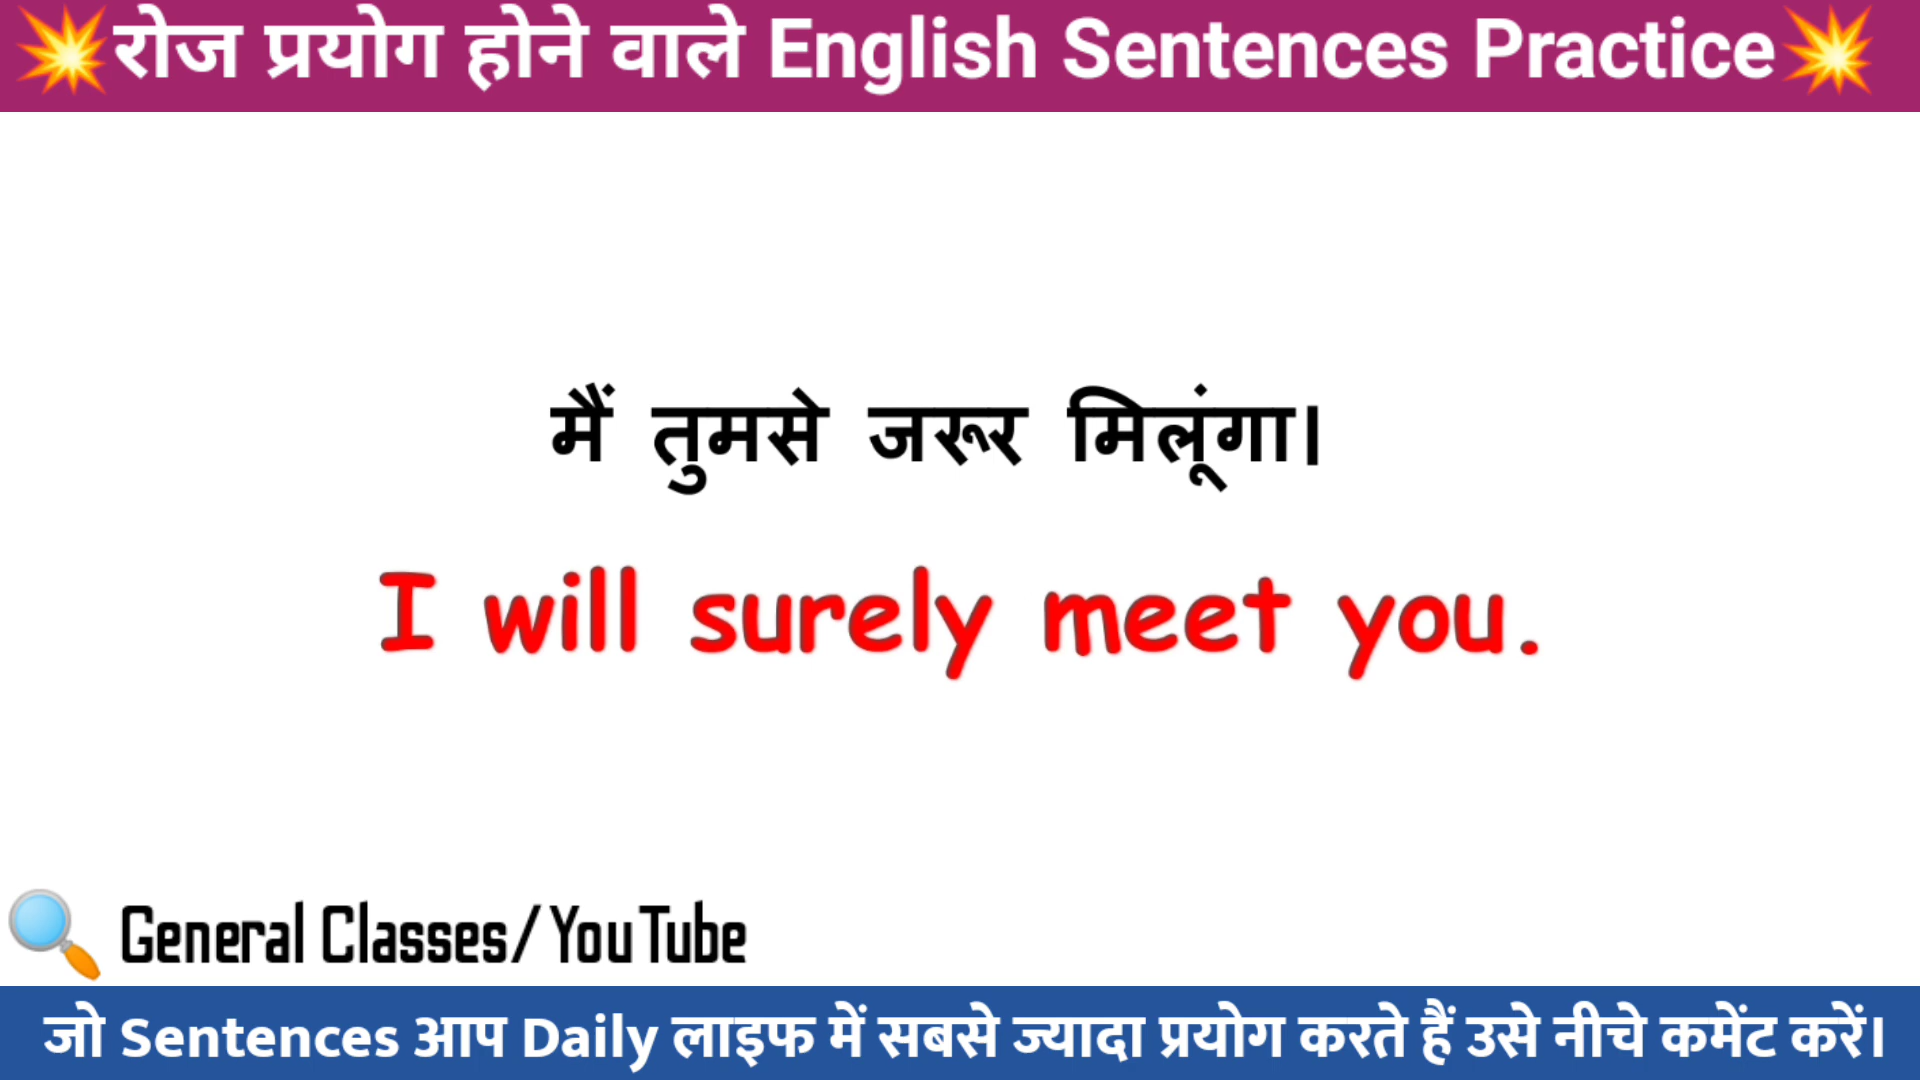 💥रोज प्रयोग होने वाले English Sentences Practice💥
मैं तुमसे जरूर मिलूंगा।
I will surely meet you.
🔍 General Classes/YouTube
जो Sentences आप Daily लाइफ में सबसे ज्यादा प्रयोग करते हैं उसे नीचे कमेंट करें।